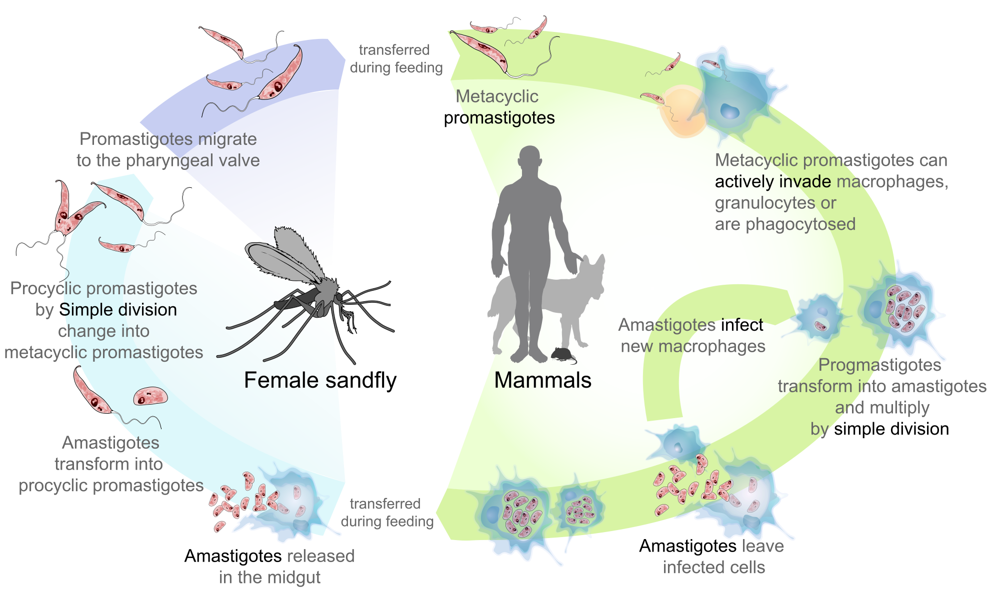 transferred
during feeding
Metacyclic
promastigotes
Metacyclic promastigotes can
actively invade macrophages,
granulocytes or
are phagocytosed
Progmastigotes
transform into amastigotes
and multiply
by simple division
Amastigotes infect
new macrophages
Amastigotes leave
infected cells
Mammals
transferred
during feeding
Amastigotes released
in the midgut
Amastigotes
transform into
procyclic promastigotes
Procyclic promastigotes
by Simple division
change into
metacyclic promastigotes
Promastigotes migrate
to the pharyngeal valve
Female sandfly